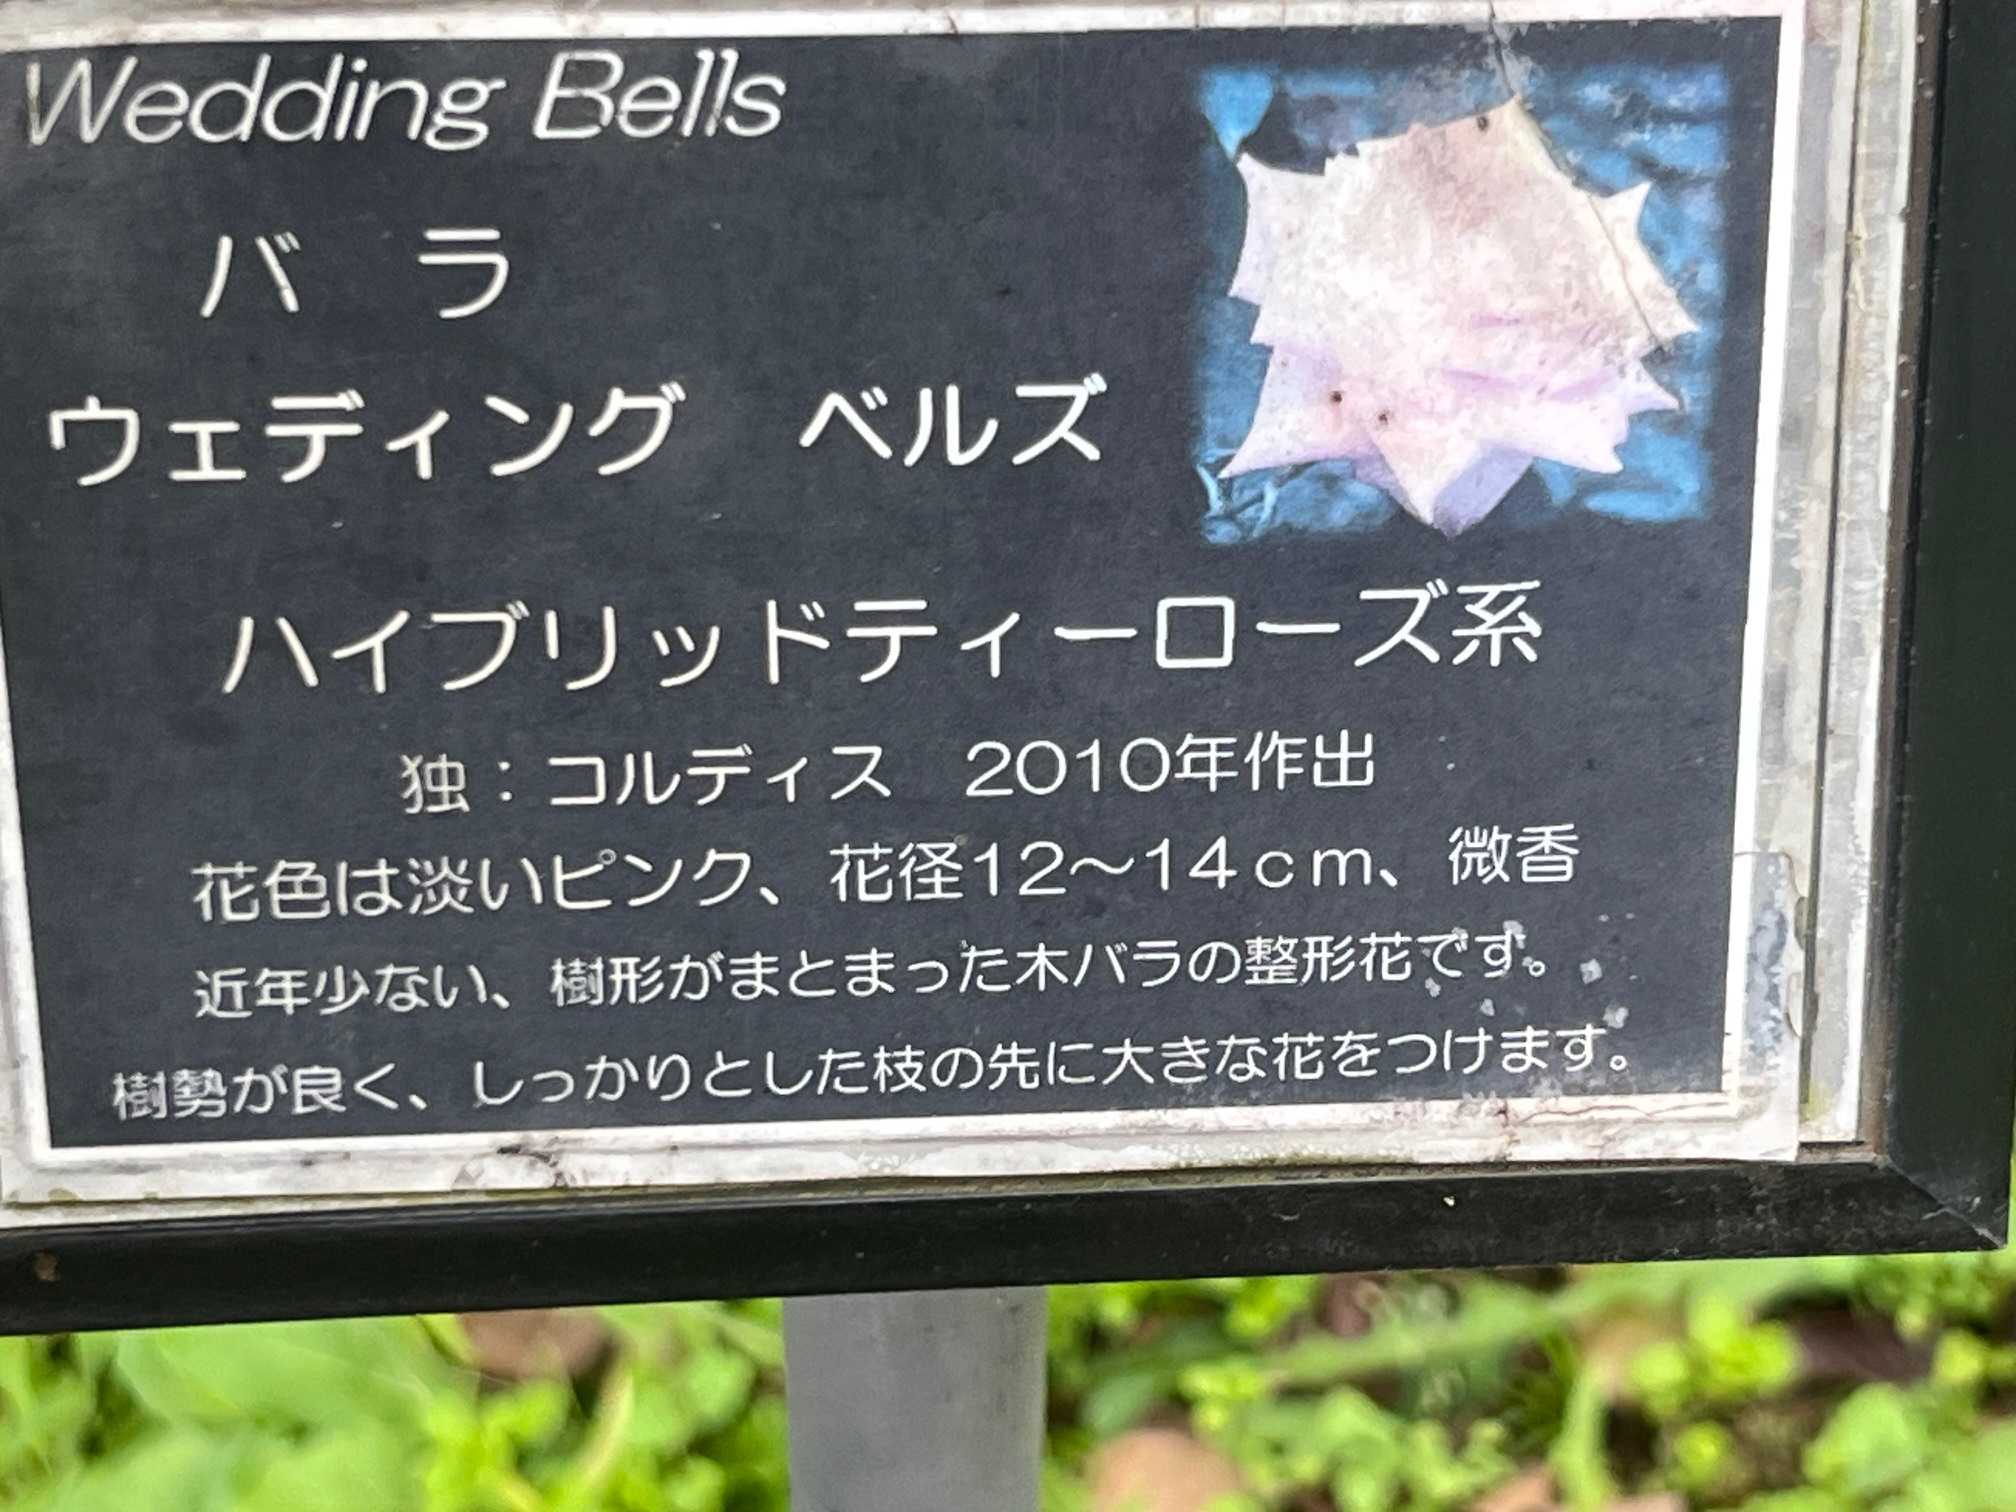 Wedding Bells
バ　ラ
ウェディング　ベルズ
ハイブリッドティーローズ系
独：コルディス　2010年作出
花色は淡いピンク、花径12～14cm、微香
近年少ない、樹形がまとまった木バラの整形花です。
樹勢が良く、しっかりとした枝の先に大きな花をつけます。